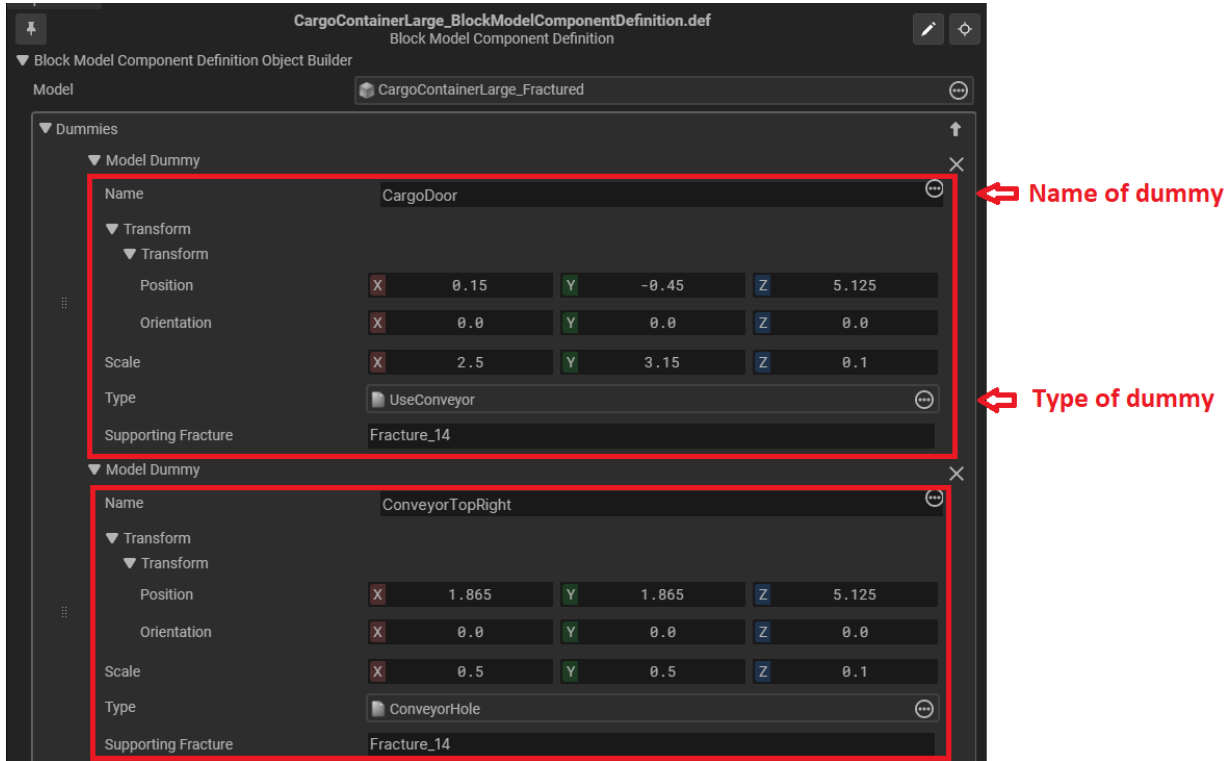 CargoContainerLarge_BlockModelComponentDefinition.def
Block Model Component Definition
Block Model Component Definition Object Builder
Model CargoContainerLarge_Fractured
Dummies
Model Dummy
Name CargoDoor
Name of dummy
Transform
Transform
Position X 0.15 Y -0.45 Z 5.125
Orientation X 0.0 Y 0.0 Z 0.0
Scale X 2.5 Y 3.15 Z 0.1
Type UseConveyor
Type of dummy
Supporting Fracture Fracture_14
Model Dummy
Name ConveyorTopRight
Transform
Transform
Position X 1.865 Y 1.865 Z 5.125
Orientation X 0.0 Y 0.0 Z 0.0
Scale X 0.5 Y 0.5 Z 0.1
Type ConveyorHole
Supporting Fracture Fracture_14